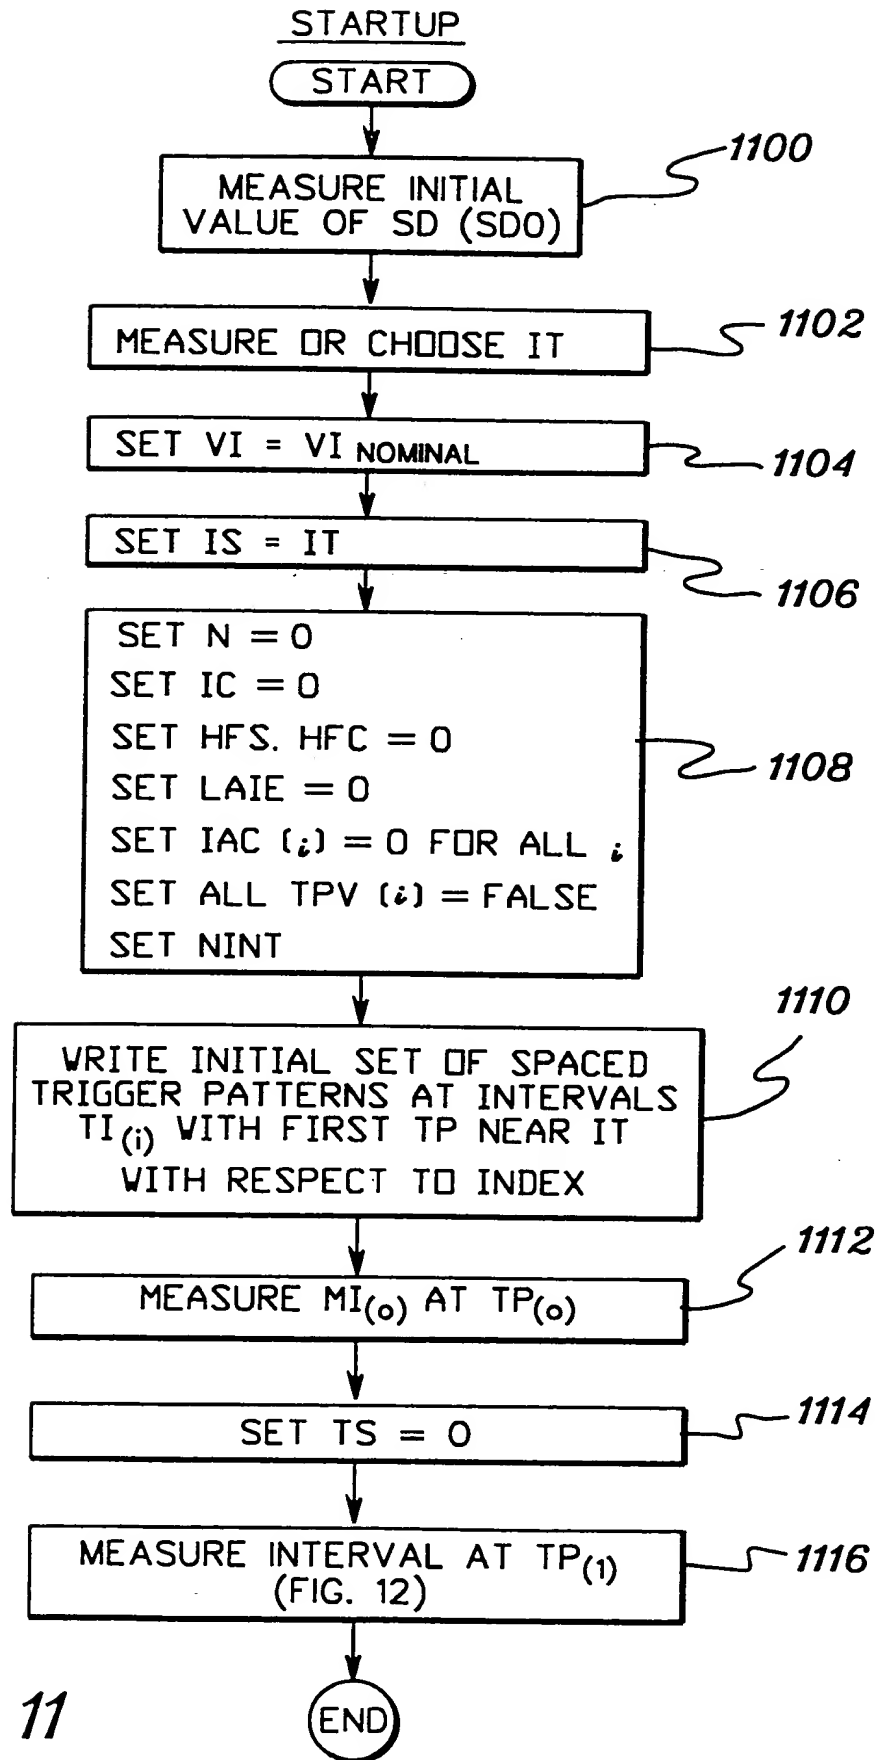 STARTUP
START
1100
MEASURE INITIAL
VALUE OF SD (SD0)
1102
MEASURE OR CHOOSE IT
SET VI = VI NOMINAL
1104
SET IS = IT
1106
SET N = 0
SET IC = 0
SET HFS. HFC = 0
1108
SET LAIE = 0
SET IAC (i) = 0 FOR ALL i
SET ALL TPV (i) = FALSE
SET NINT
1110
WRITE INITIAL SET OF SPACED
TRIGGER PATTERNS AT INTERVALS
TI(i) WITH FIRST TP NEAR IT
WITH RESPECT TO INDEX
1112
MEASURE MI(o) AT TP(o)
1114
SET TS = 0
1116
MEASURE INTERVAL AT TP(1)
(FIG. 12)
11
END